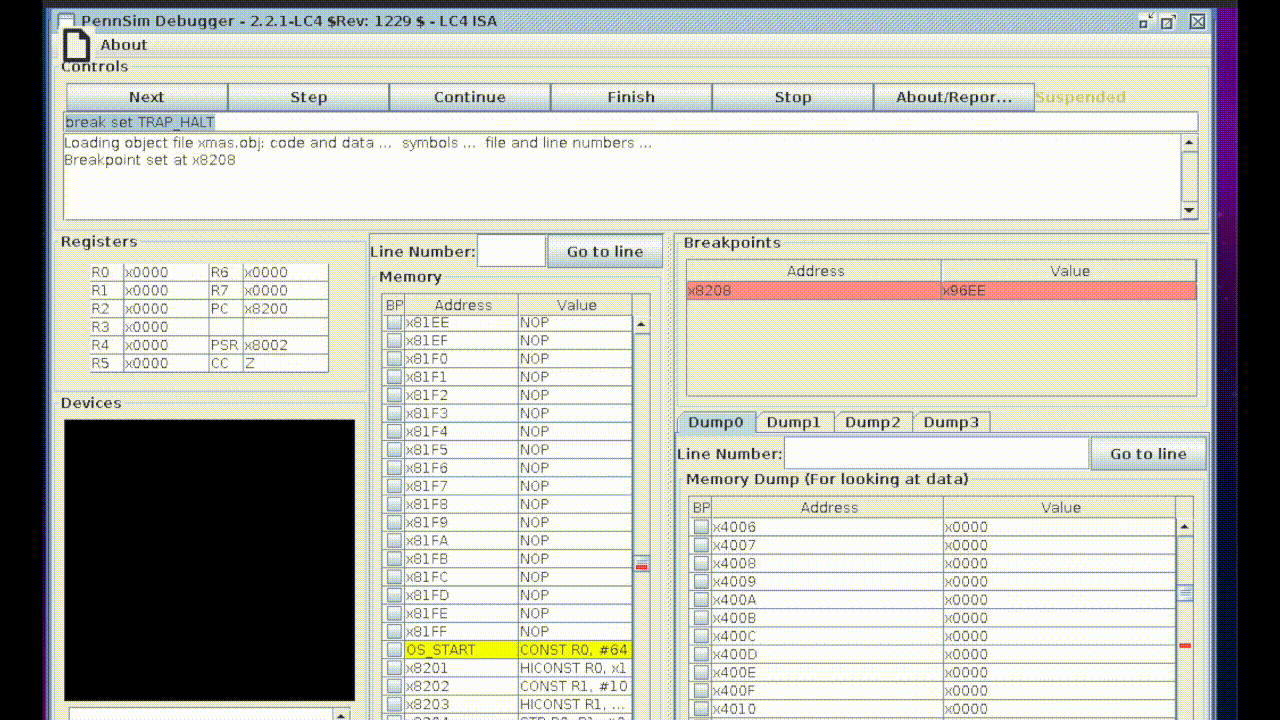 PennSim Debugger - 2.2.1-LC4 $Rev: 1229 $ - LC4 ISA
About
Controls
Next Step Continue Finish Stop About/Repor... Suspended
break set TRAP_HALT
Loading object file xmas.obj: code and data ... symbols ... file and line numbers ...
Breakpoint set at x8208
Registers
R0 x0000 R6 x0000
R1 x0000 R7 x0000
R2 x0000 PC x8200
R3 x0000
R4 x0000 PSR x8002
R5 x0000 CC Z
Devices
Line Number: Go to line
Memory
BP Address Value
x81EE NOP
x81EF NOP
x81F0 NOP
x81F1 NOP
x81F2 NOP
x81F3 NOP
x81F4 NOP
x81F5 NOP
x81F6 NOP
x81F7 NOP
x81F8 NOP
x81F9 NOP
x81FA NOP
x81FB NOP
x81FC NOP
x81FD NOP
x81FE NOP
x81FF NOP
OS_START CONST R0, #64
x8201 HICONST R0, x1
x8202 CONST R1, #10
x8203 HICONST R1, ...
Breakpoints
Address Value
x8208 x96EE
Dump0 Dump1 Dump2 Dump3
Line Number: Go to line
Memory Dump (For looking at data)
BP Address Value
x4006 x0000
x4007 x0000
x4008 x0000
x4009 x0000
x400A x0000
x400B x0000
x400C x0000
x400D x0000
x400E x0000
x400F x0000
x4010 x0000